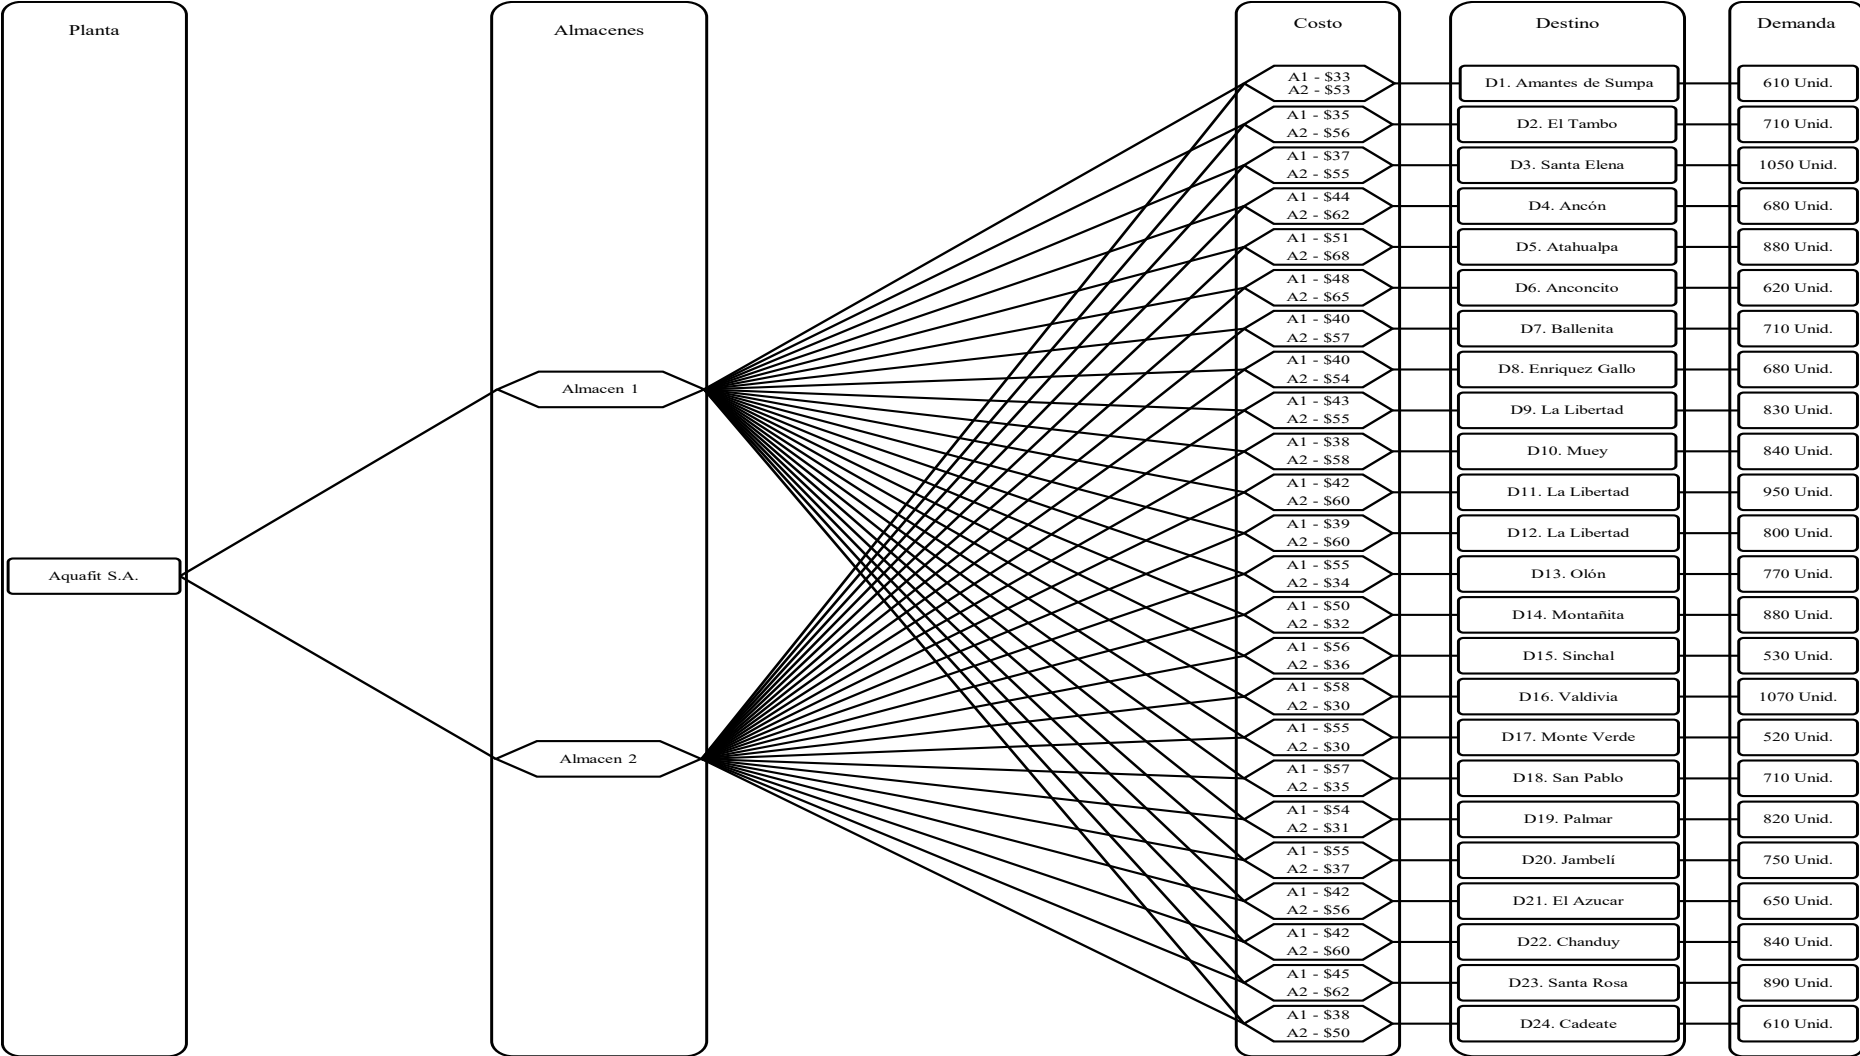 Planta
Almacenes
Costo
Destino
Demanda
A1 - $33
A2 - $53
D1. Amantes de Sumpa
610 Unid.
A1 - $35
A2 - $56
D2. El Tambo
710 Unid.
A1 - $37
A2 - $55
D3. Santa Elena
1050 Unid.
A1 - $44
A2 - $62
D4. Ancón
680 Unid.
A1 - $51
A2 - $68
D5. Atahualpa
880 Unid.
A1 - $48
A2 - $65
D6. Anconcito
620 Unid.
A1 - $40
A2 - $57
D7. Ballenita
710 Unid.
A1 - $40
A2 - $54
D8. Enriquez Gallo
680 Unid.
Almacen 1
A1 - $43
A2 - $55
D9. La Libertad
830 Unid.
A1 - $38
A2 - $58
D10. Muey
840 Unid.
A1 - $42
A2 - $60
D11. La Libertad
950 Unid.
A1 - $39
A2 - $60
D12. La Libertad
800 Unid.
Aquafit S.A.
A1 - $55
A2 - $34
D13. Olón
770 Unid.
A1 - $50
A2 - $32
D14. Montañita
880 Unid.
A1 - $56
A2 - $36
D15. Sinchal
530 Unid.
A1 - $58
A2 - $30
D16. Valdivia
1070 Unid.
A1 - $55
A2 - $30
D17. Monte Verde
520 Unid.
Almacen 2
A1 - $57
A2 - $35
D18. San Pablo
710 Unid.
A1 - $54
A2 - $31
D19. Palmar
820 Unid.
A1 - $55
A2 - $37
D20. Jambelí
750 Unid.
A1 - $42
A2 - $56
D21. El Azucar
650 Unid.
A1 - $42
A2 - $60
D22. Chanduy
840 Unid.
A1 - $45
A2 - $62
D23. Santa Rosa
890 Unid.
A1 - $38
A2 - $50
D24. Cadeate
610 Unid.